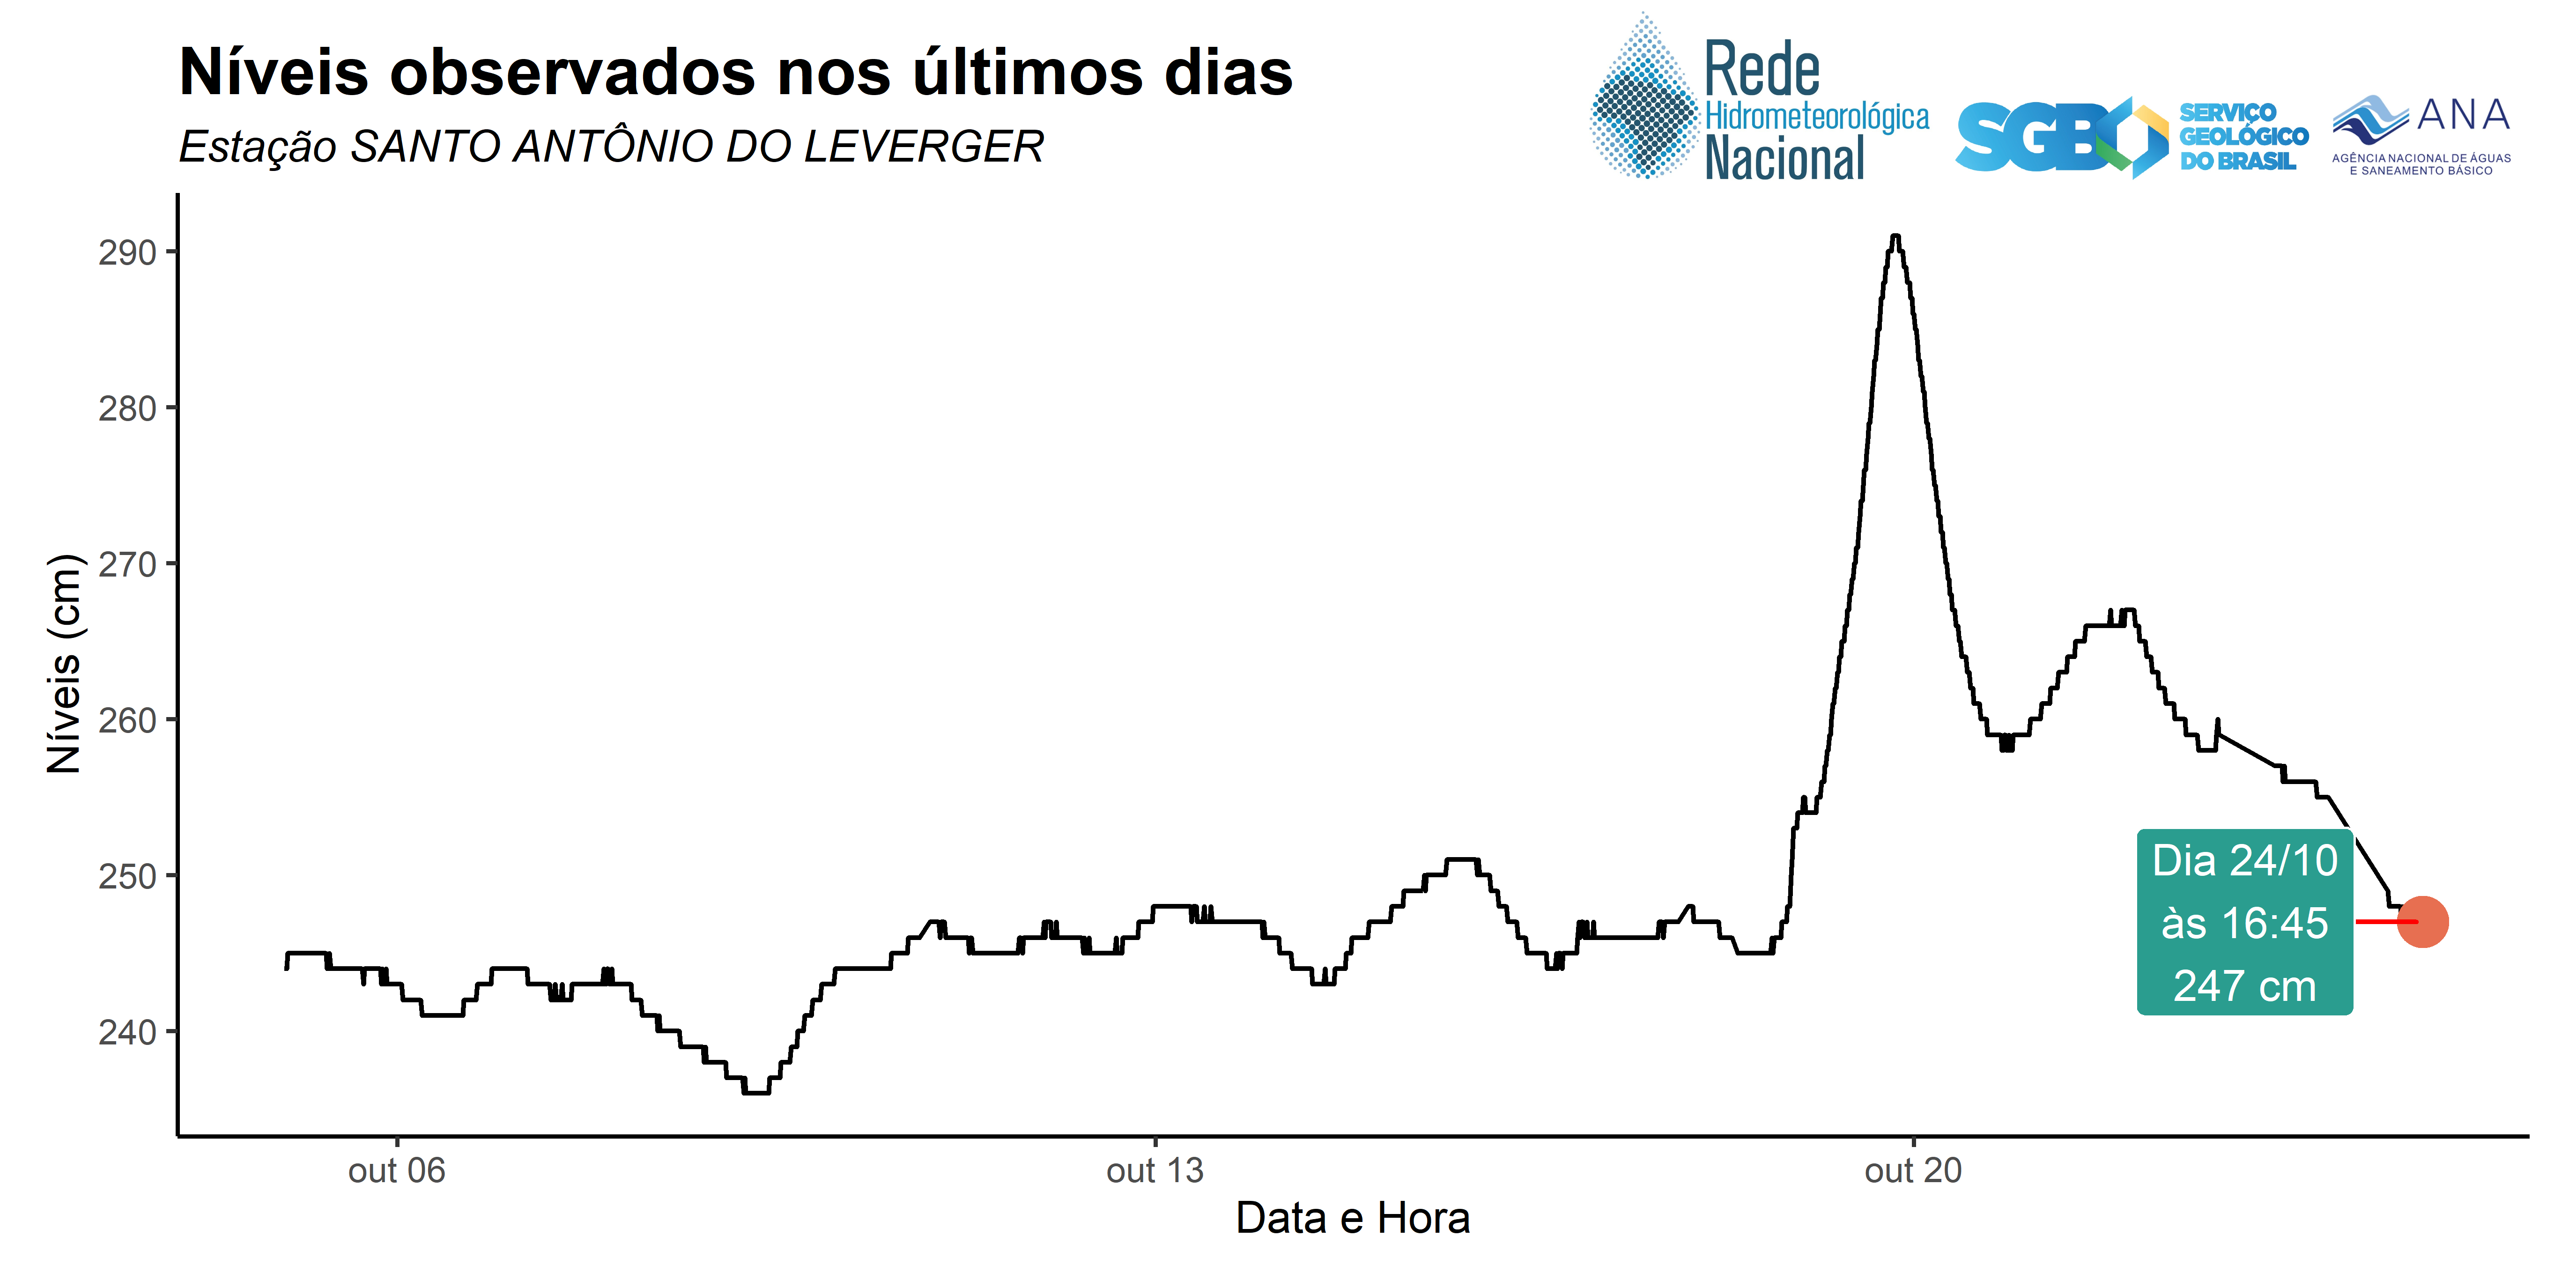 Níveis observados nos últimos dias
Estação SANTO ANTÔNIO DO LEVERGER
Rede
Hidrometeorológica
Nacional
SGB
SERVIÇO
GEOLÓGICO
DO BRASIL
ANA
AGÊNCIA NACIONAL DE ÁGUAS
E SANEAMENTO BÁSICO
Níveis (cm)
290
280
270
260
250
240
Dia 24/10
às 16:45
247 cm
out 06
out 13
out 20
Data e Hora